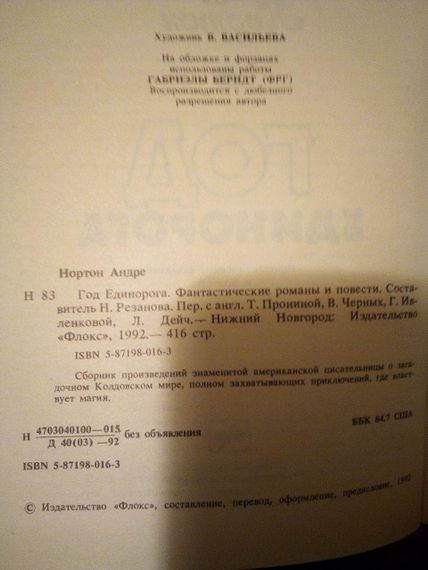 Художник В. ВАСИЛЬЕВА
На обложке и форзацах
использованы работы
ГАБРИЭЛЫ БЕРНДТ (ФРГ)
Воспроизводится с любезного
разрешения автора
ГОД
ЕДИНОРОГА
Нортон Андре
Н 83 Год Единорога. Фантастические романы и повести. Соста-
витель Н. Резанова. Пер. с англ. Т. Прониной, В. Черных, Г. Ив-
ленковой, Л. Дейч.— Нижний Новгород: Издательство
«Флокс», 1992.— 416 стр.
ISBN 5-87198-016-3
Сборник произведений знаменитой американской писательницы о зага-
дочном Колдовском мире, полном захватывающих приключений, где власт-
вует магия.
Н 4703040100—015 без объявления
Д 40(03) —92
ББК 84,7 США
ISBN 5-87198-016-3
© Издательство «Флокс», составление, перевод, оформление, предисловие, 1992